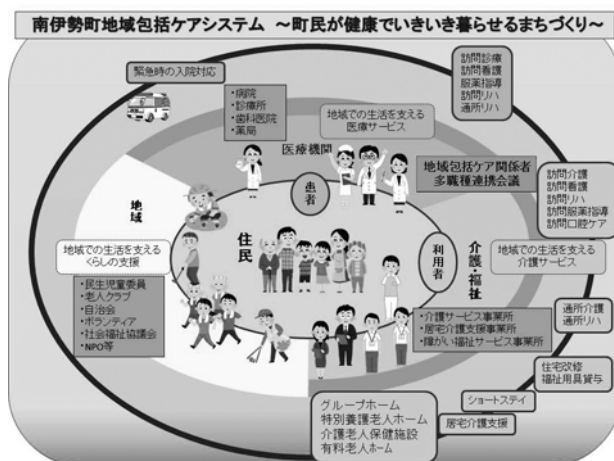 南伊勢町地域包括ケアシステム ～町民が健康でいきいき暮らせるまちづくり～
緊急時の入院対応
・病院
・診療所
・歯科医院
・薬局
医療機関
地域での生活を支える
医療サービス
訪問診療
訪問看護
服薬指導
訪問リハ
通所リハ
地域包括ケア関係者
多職種連携会議
患者
住民
利用者
地域
地域での生活を支える
くらしの支援
・民生児童委員
・老人クラブ
・自治会
・ボランティア
・社会福祉協議会
・NPO等
介護・福祉
訪問介護
訪問看護
訪問リハ
訪問服薬指導
訪問口腔ケア
地域での生活を支える
介護サービス
・介護サービス事業所
・居宅介護支援事業所
・障がい福祉サービス事業所
通所介護
通所リハ
住宅改修
福祉用具貸与
ショートステイ
居宅介護支援
グループホーム
特別養護老人ホーム
介護老人保健施設
有料老人ホーム